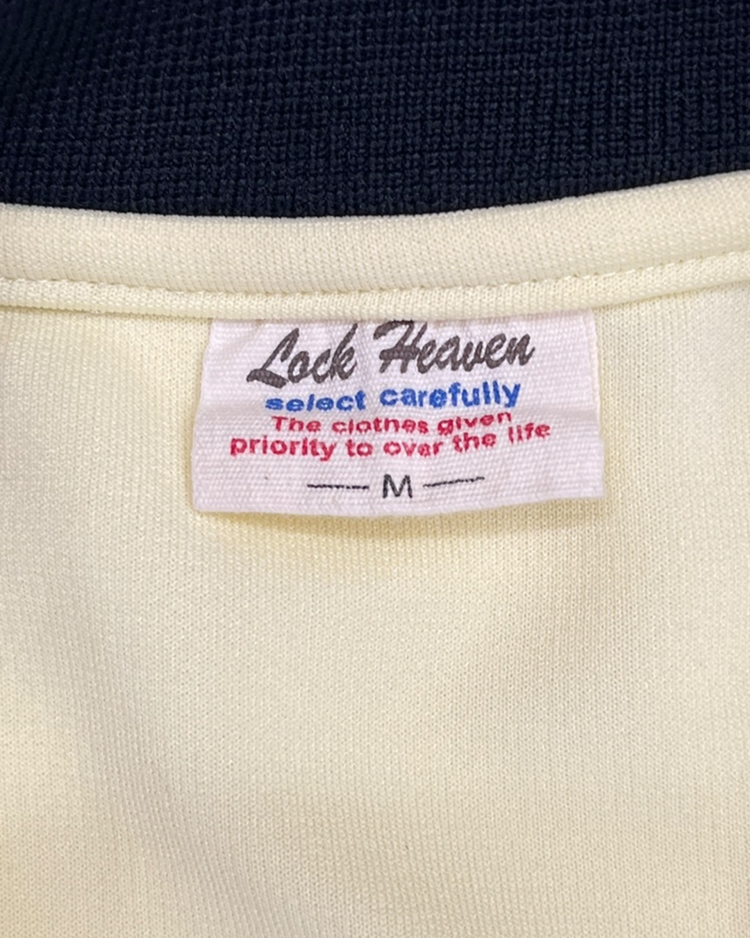 Lock Heaven
select carefully
The clothes given
priority to over the life
— M —